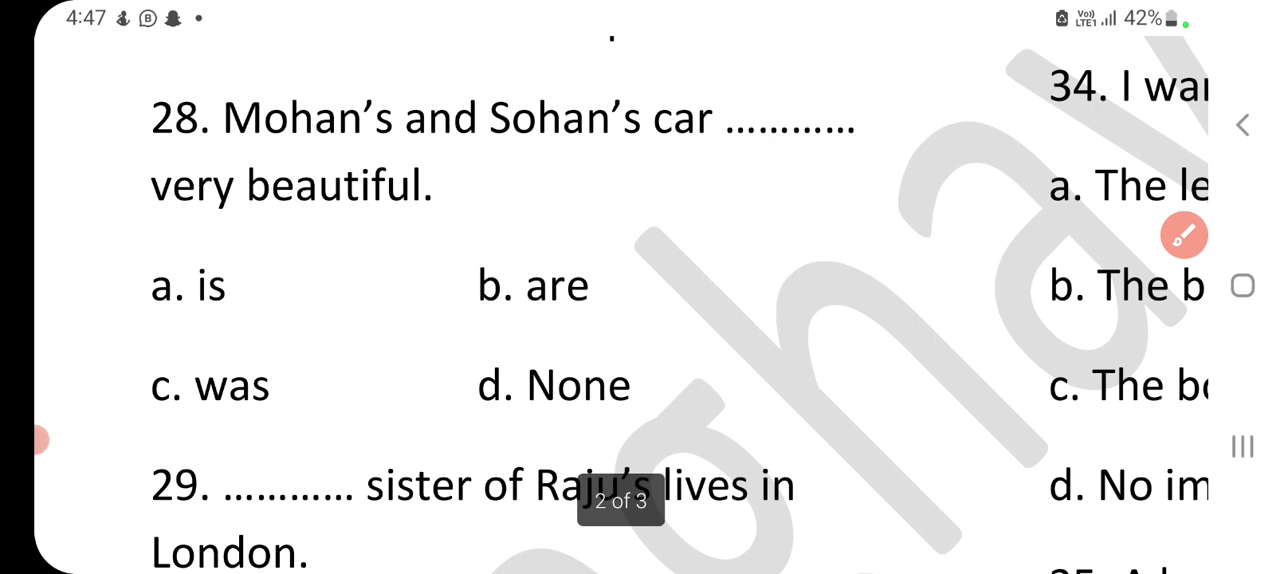 4:47 42%
VoLTE1
28. Mohan’s and Sohan’s car ............
very beautiful.
a. is b. are
c. was d. None
29. ............ sister of Raju’s lives in
London.
2 of 3
34. I wa
a. The le
b. The b
c. The b
d. No im